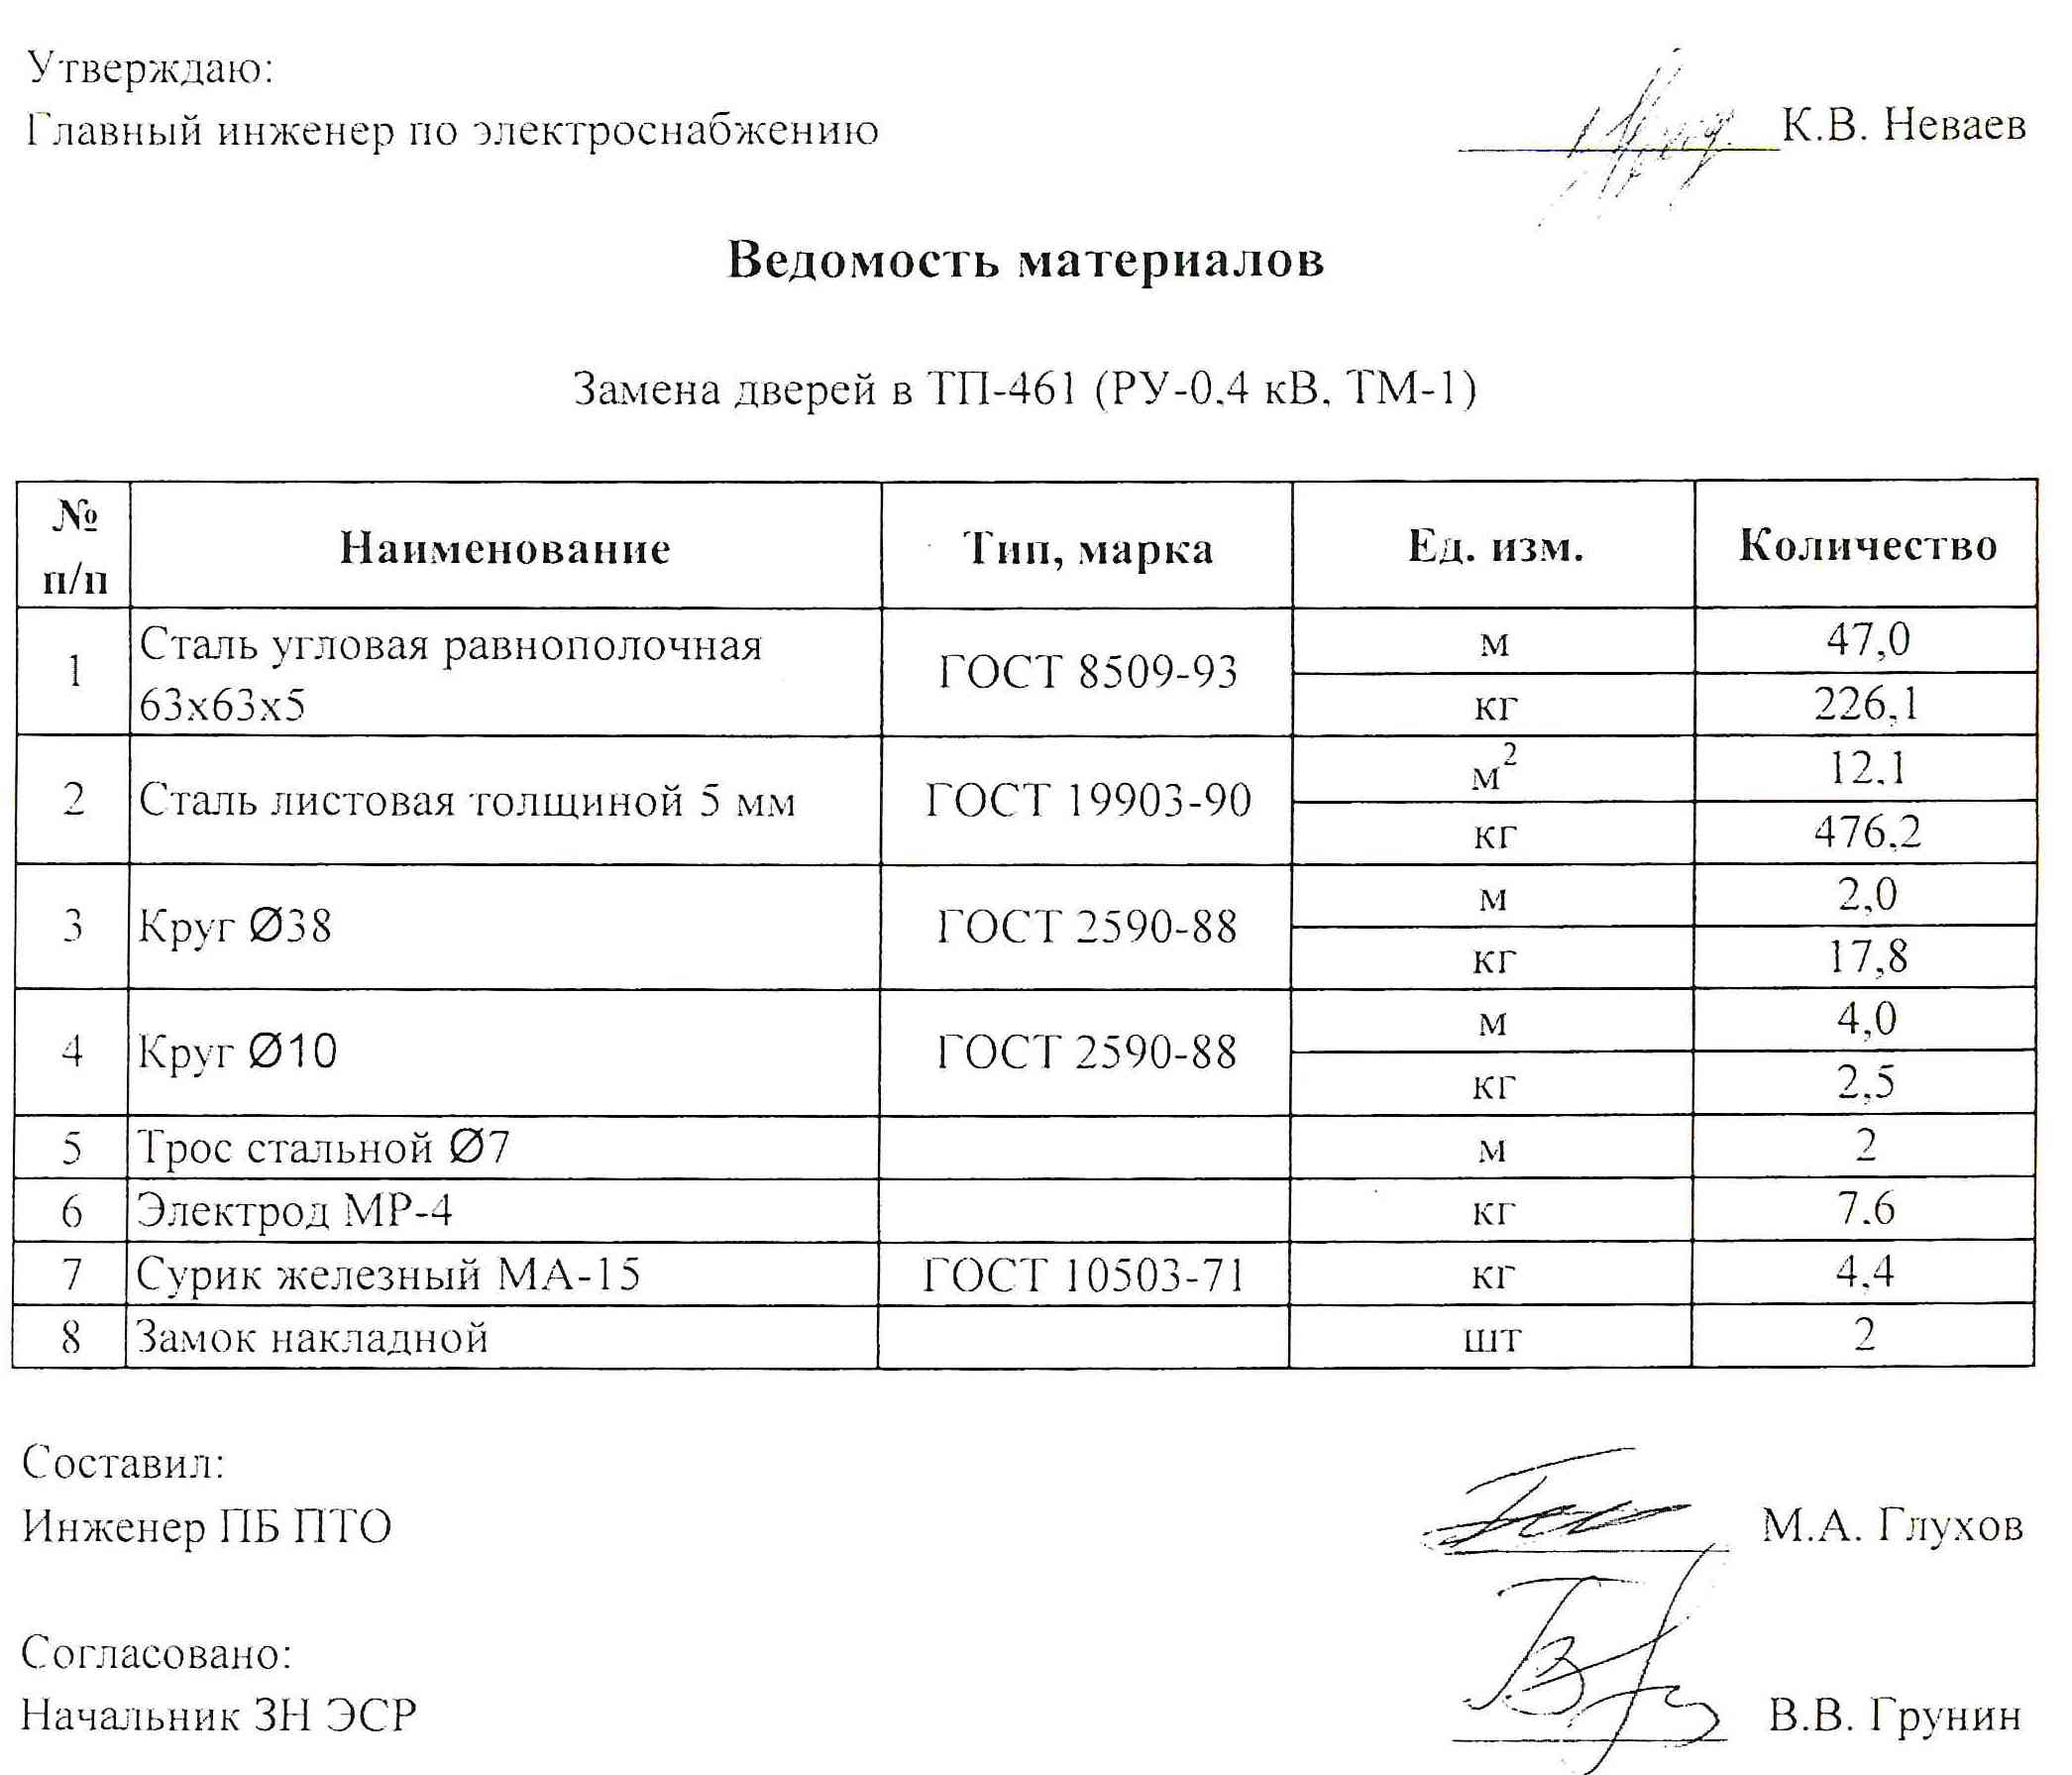 Утверждаю:
Главный инженер по электроснабжению К.В. Неваев
Ведомость материалов
Замена дверей в ТП-461 (РУ-0,4 кВ, ТМ-1)
№ п/п Наименование Тип, марка Ед. изм. Количество
1 Сталь угловая равнополочная 63х63х5 ГОСТ 8509-93 м 47,0
кг 226,1
2 Сталь листовая толщиной 5 мм ГОСТ 19903-90 м² 12,1
кг 476,2
3 Круг Ø38 ГОСТ 2590-88 м 2,0
кг 17,8
4 Круг Ø10 ГОСТ 2590-88 м 4,0
кг 2,5
5 Трос стальной Ø7 м 2
6 Электрод МР-4 кг 7,6
7 Сурик железный МА-15 ГОСТ 10503-71 кг 4,4
8 Замок накладной шт 2
Составил:
Инженер ПБ ПТО М.А. Глухов
Согласовано:
Начальник ЗН ЭСР В.В. Грунин